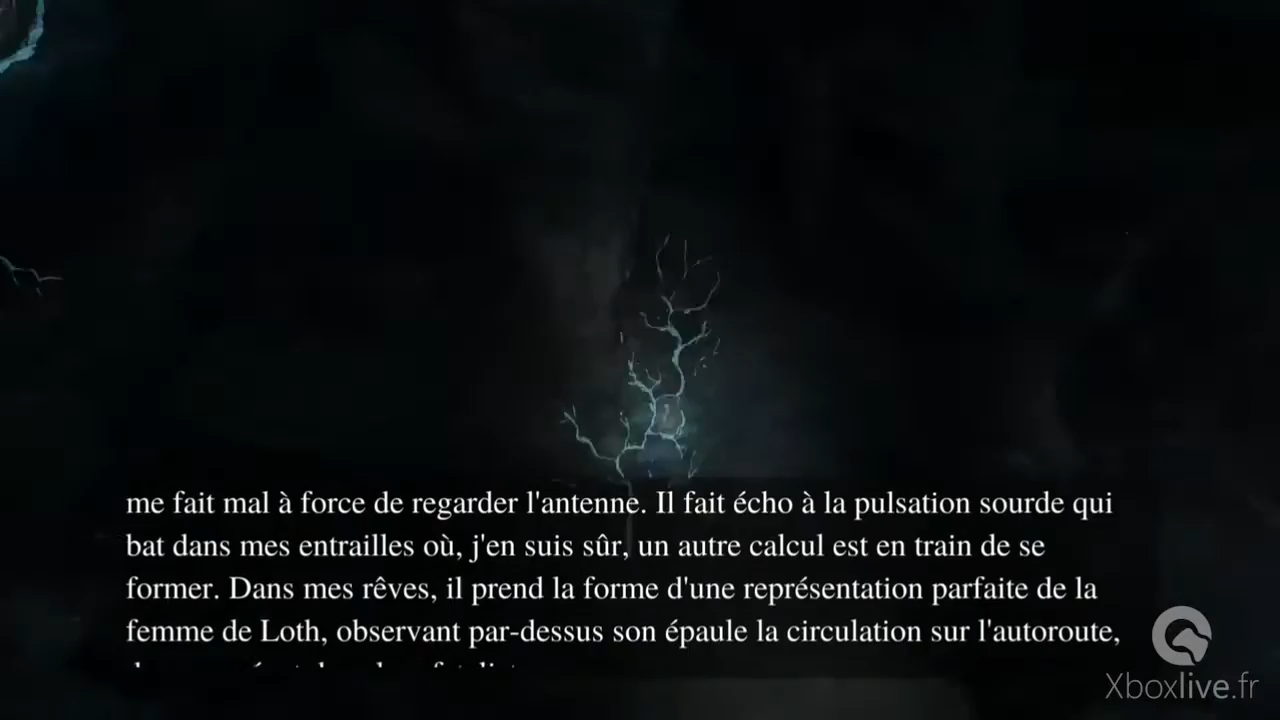 me fait mal à force de regarder l'antenne. Il fait écho à la pulsation sourde qui
bat dans mes entrailles où, j'en suis sûr, un autre calcul est en train de se
former. Dans mes rêves, il prend la forme d'une représentation parfaite de la
femme de Loth, observant par-dessus son épaule la circulation sur l'autoroute,
Xboxlive.fr